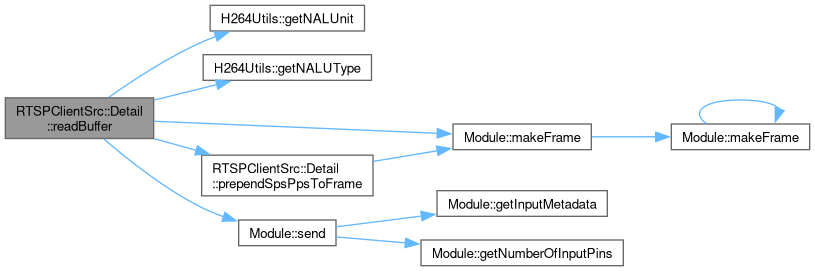 H264Utils::getNALUnit
H264Utils::getNALUType
RTSPClientSrc::Detail
::readBuffer
Module::makeFrame
Module::makeFrame
RTSPClientSrc::Detail
::prependSpsPpsToFrame
Module::getInputMetadata
Module::send
Module::getNumberOfInputPins